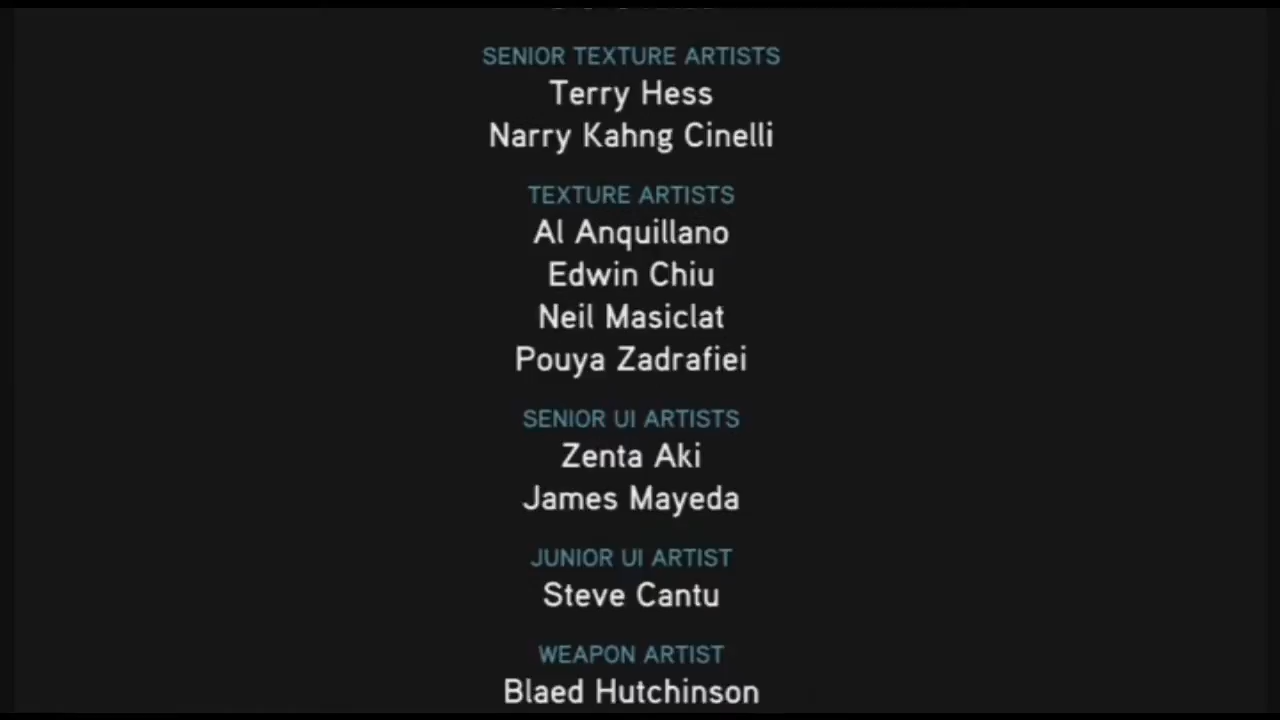 SENIOR TEXTURE ARTISTS
Terry Hess
Narry Kahng Cinelli
TEXTURE ARTISTS
Al Anquillano
Edwin Chiu
Neil Masiclat
Pouya Zadrafiei
SENIOR UI ARTISTS
Zenta Aki
James Mayeda
JUNIOR UI ARTIST
Steve Cantu
WEAPON ARTIST
Blaed Hutchinson